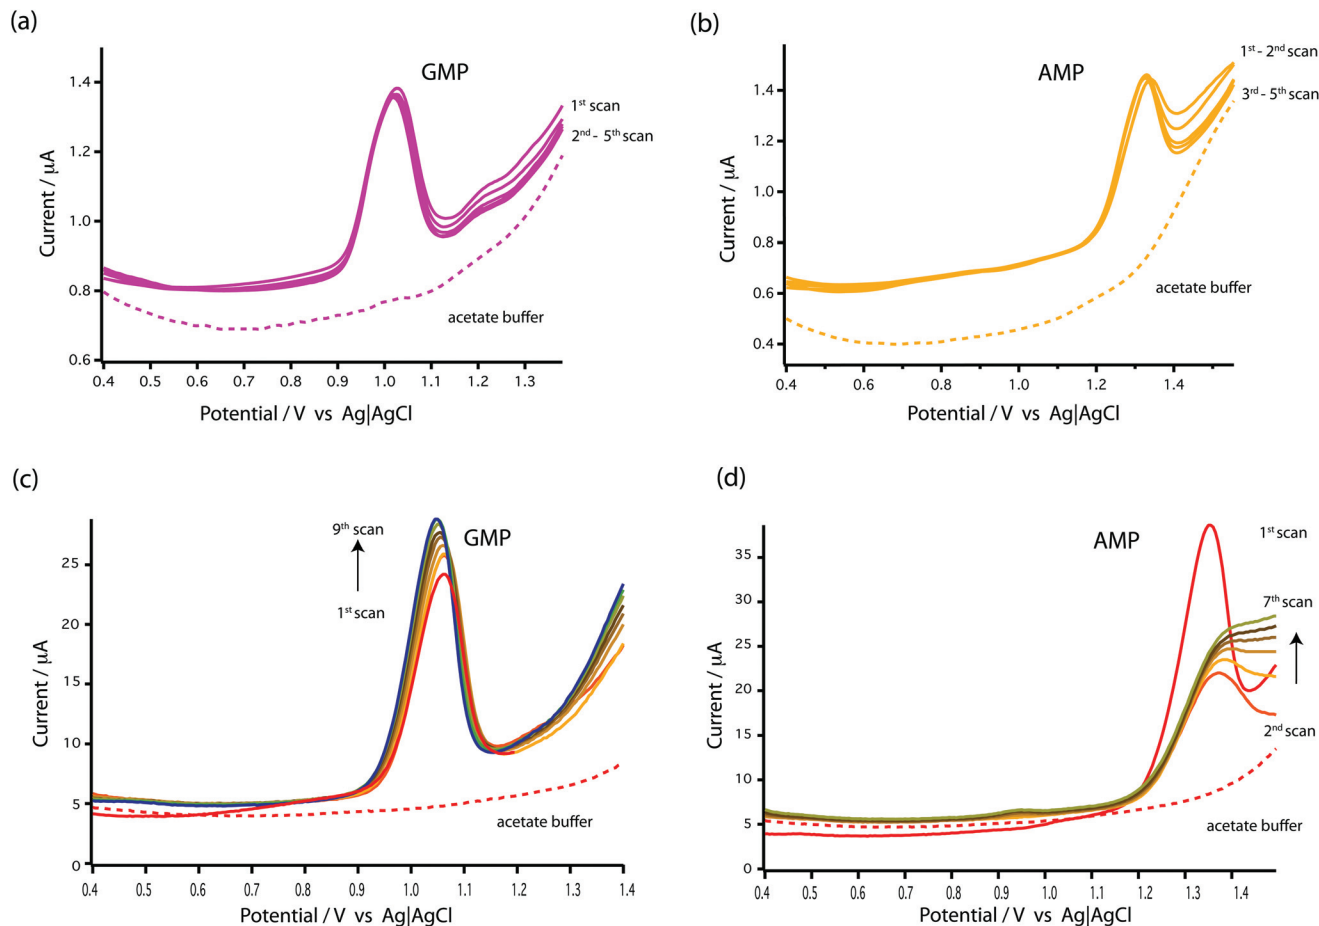 (a)
GMP
1st scan
2nd - 5th scan
acetate buffer
Current / μA
1.4
1.2
1.0
0.8
0.6
0.4 0.5 0.6 0.7 0.8 0.9 1.0 1.1 1.2 1.3
Potential / V vs Ag|AgCl
(b)
AMP
1st - 2nd scan
3rd - 5th scan
acetate buffer
Current / μA
1.4
1.2
1.0
0.8
0.6
0.4
0.4 0.6 0.8 1.0 1.2 1.4
Potential / V vs Ag|AgCl
(c)
9th scan
GMP
1st scan
acetate buffer
Current / μA
25
20
15
10
5
0
0.4 0.5 0.6 0.7 0.8 0.9 1.0 1.1 1.2 1.3 1.4
Potential / V vs Ag|AgCl
(d)
AMP
1st scan
7th scan
2nd scan
acetate buffer
Current / μA
35
30
25
20
15
10
5
0
0.4 0.5 0.6 0.7 0.8 0.9 1.0 1.1 1.2 1.3 1.4
Potential / V vs Ag|AgCl